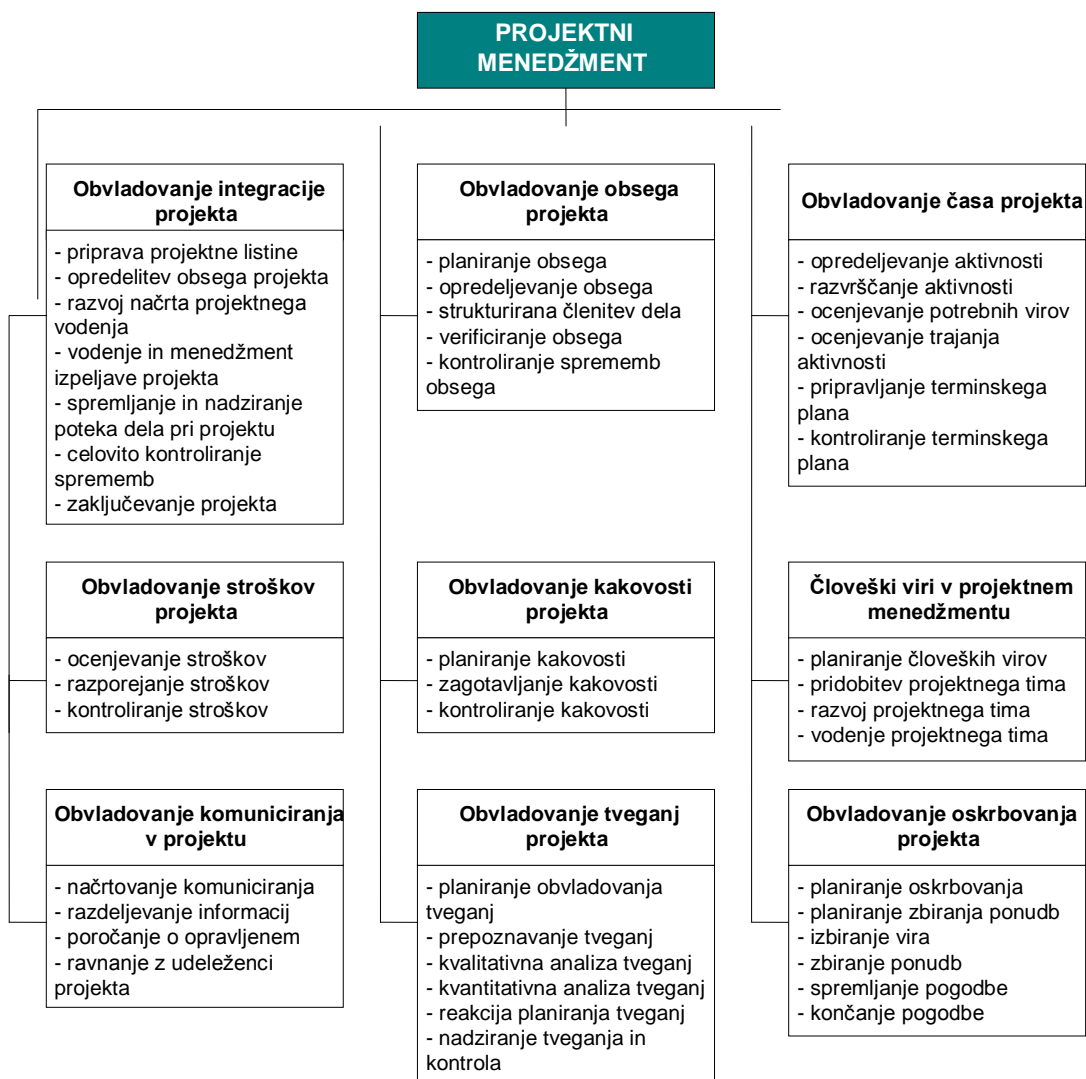 PROJEKTNI
MENEDŽMENT
Obvladovanje integracije
projekta
- priprava projektne listine
- opredelitev obsega projekta
- razvoj načrta projektnega
vodenja
- vodenje in menedžment
izpeljave projekta
- spremljanje in nadziranje
poteka dela pri projektu
- celovito kontroliranje
sprememb
- zaključevanje projekta
Obvladovanje obsega
projekta
- planiranje obsega
- opredeljevanje obsega
- strukturirana členitev dela
- verificiranje obsega
- kontroliranje sprememb
obsega
Obvladovanje časa projekta
- opredeljevanje aktivnosti
- razvrščanje aktivnosti
- ocenjevanje potrebnih virov
- ocenjevanje trajanja
aktivnosti
- pripravljanje terminskega
plana
- kontroliranje terminskega
plana
Obvladovanje stroškov
projekta
- ocenjevanje stroškov
- razporejanje stroškov
- kontroliranje stroškov
Obvladovanje kakovosti
projekta
- planiranje kakovosti
- zagotavljanje kakovosti
- kontroliranje kakovosti
Človeški viri v projektnem
menedžmentu
- planiranje človeških virov
- pridobitev projektnega tima
- razvoj projektnega tima
- vodenje projektnega tima
Obvladovanje komuniciranja
v projektu
- načrtovanje komuniciranja
- razdeljevanje informacij
- poročanje o opravljenem
- ravnanje z udeleženci
projekta
Obvladovanje tveganj
projekta
- planiranje obvladovanja
tveganj
- prepoznavanje tveganj
- kvalitativna analiza tveganj
- kvantitativna analiza tveganj
- reakcija planiranja tveganj
- nadziranje tveganja in
kontrola
Obvladovanje oskrbovanja
projekta
- planiranje oskrbovanja
- planiranje zbiranja ponudb
- izbiranje vira
- zbiranje ponudb
- spremljanje pogodbe
- končanje pogodbe